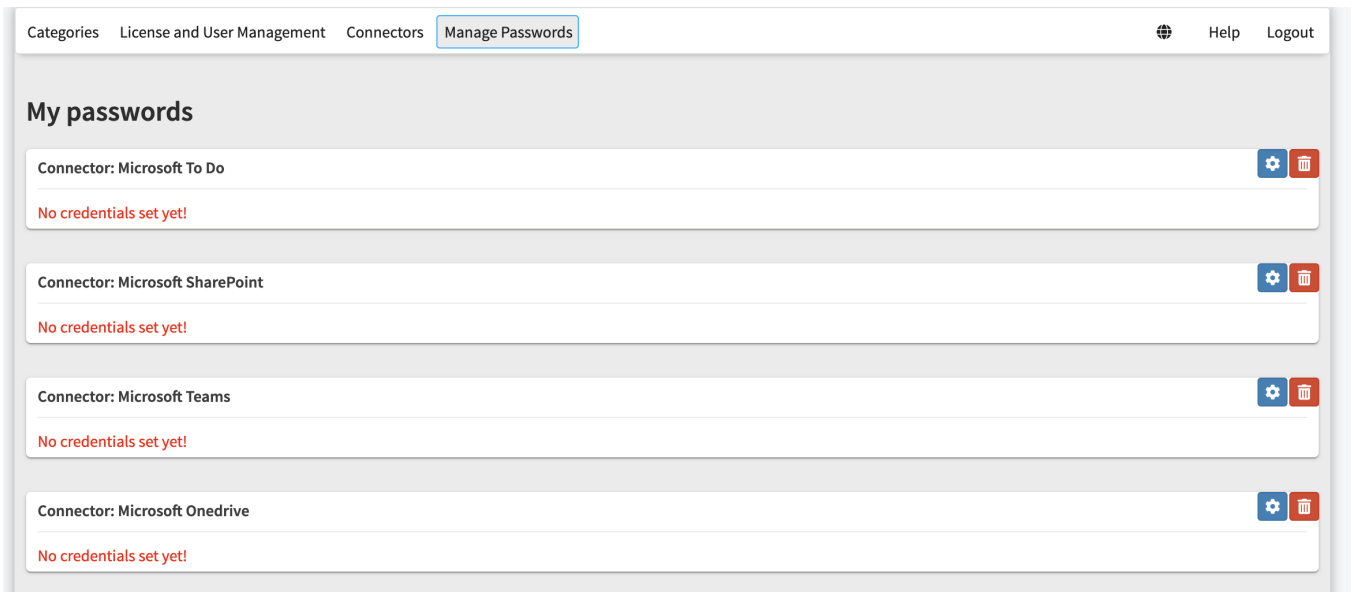 Categories License and User Management Connectors Manage Passwords Help Logout
My passwords
Connector: Microsoft To Do
No credentials set yet!
Connector: Microsoft SharePoint
No credentials set yet!
Connector: Microsoft Teams
No credentials set yet!
Connector: Microsoft Onedrive
No credentials set yet!